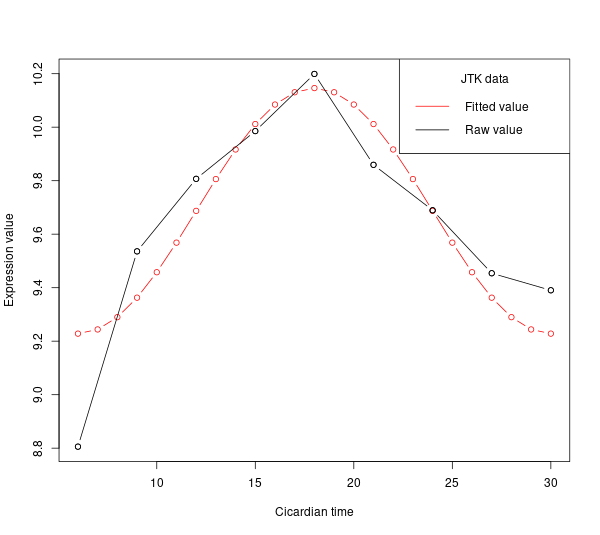 JTK data
Fitted value
Raw value
Expression value
10.2
10.0
9.8
9.6
9.4
9.2
9.0
8.8
10 15 20 25 30
Cicardian time